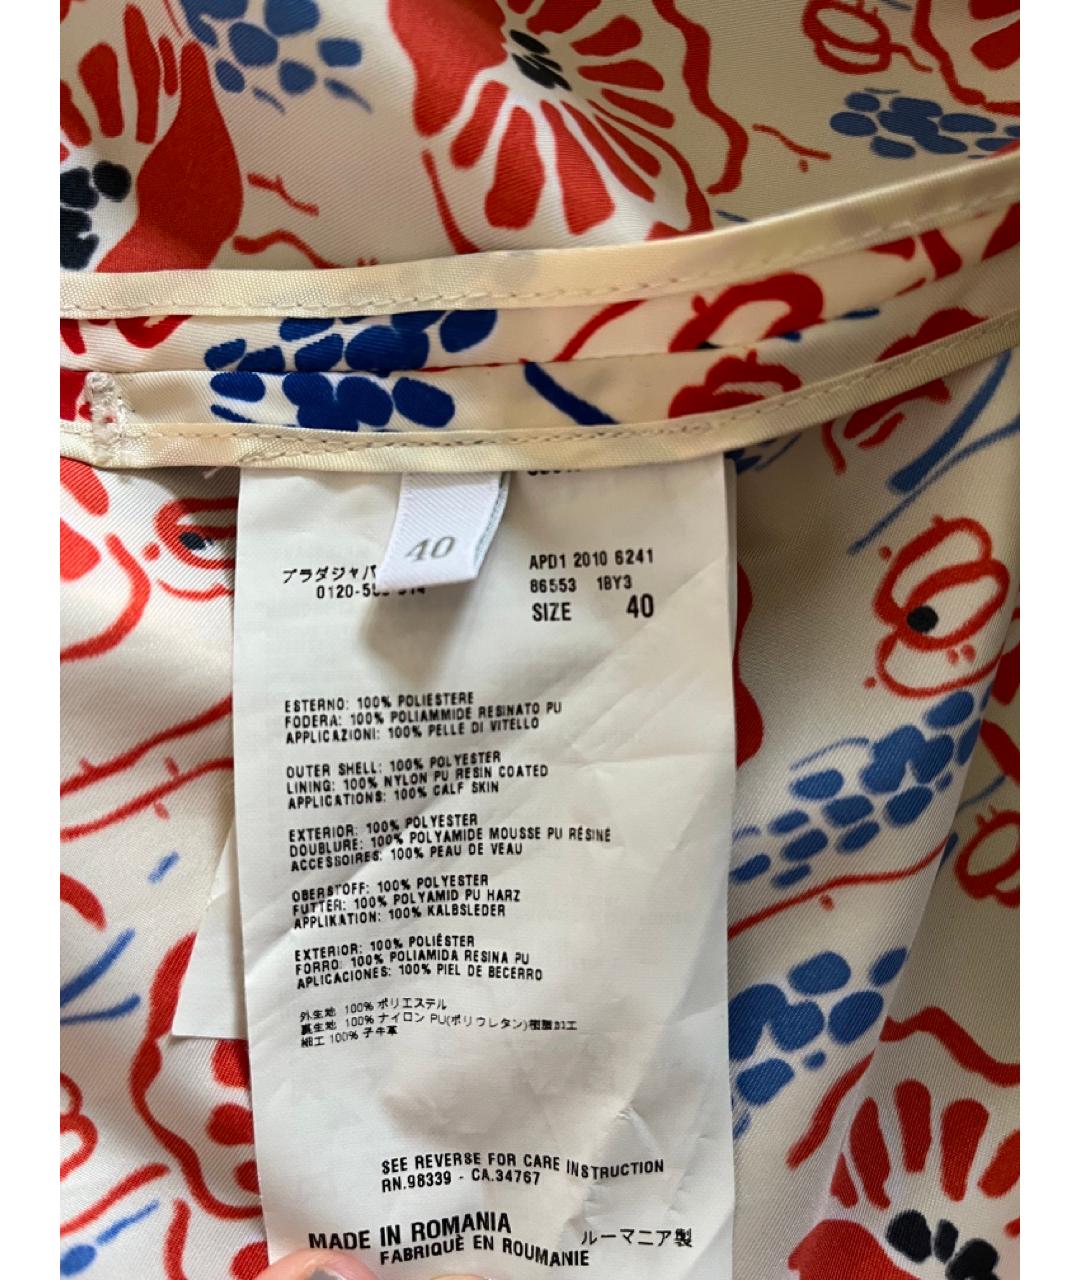 40
プラダジャパ
0120-5
APD1 2010 6241
86553 1BY3
SIZE 40
ESTERNO: 100% POLIESTERE
FODERA: 100% POLIAMMIDE RESINATO PU
APPLICAZIONI: 100% PELLE DI VITELLO
OUTER SHELL: 100% POLYESTER
LINING: 100% NYLON PU RESIN COATED
APPLICATIONS: 100% CALF SKIN
EXTERIOR: 100% POLYESTER
DOUBLURE: 100% POLYAMIDE MOUSSE PU RÉSINÉ
ACCESSOIRES: 100% PEAU DE VEAU
OBERSTOFF: 100% POLYESTER
FUTTER: 100% POLYAMID PU HARZ
APPLIKATION: 100% KALBSLEDER
EXTERIOR: 100% POLIÉSTER
FORRO: 100% POLIAMIDA RESINA PU
APLICACIONES: 100% PIEL DE BECERRO
外生地 100% ポリエステル
裏生地 100% ナイロン PU(ポリウレタン)樹脂加工
細工 100% 子牛革
SEE REVERSE FOR CARE INSTRUCTION
RN.98339 - CA.34767
MADE IN ROMANIA ルーマニア製
FABRIQUÈ EN ROUMANIE